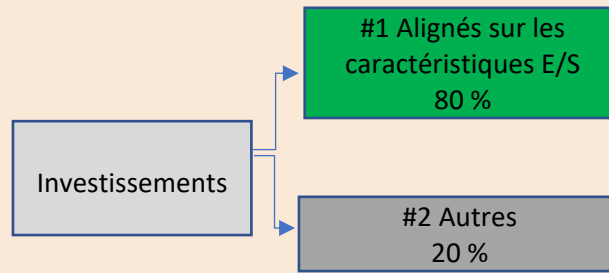 #1 Alignés sur les
caractéristiques E/S
80 %
Investissements
#2 Autres
20 %